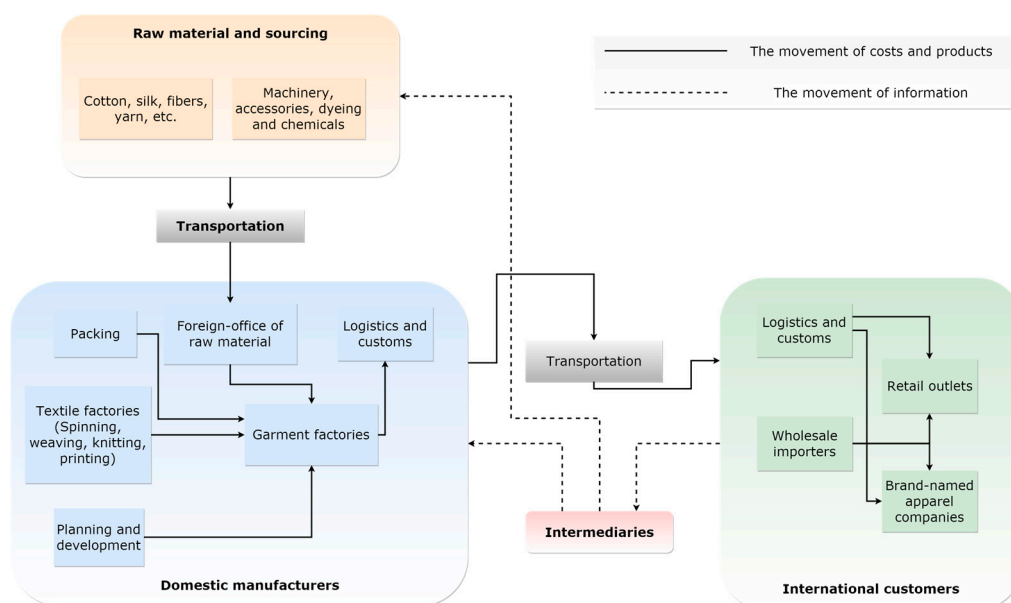 Raw material and sourcing
Cotton, silk, fibers,
yarn, etc.
Machinery,
accessories, dyeing
and chemicals
The movement of costs and products
The movement of information
Transportation
Packing
Foreign-office of
raw material
Logistics and
customs
Textile factories
(Spinning,
weaving, knitting,
printing)
Garment factories
Planning and
development
Domestic manufacturers
Transportation
Intermediaries
Logistics and
customs
Retail outlets
Wholesale
importers
Brand-named
apparel
companies
International customers